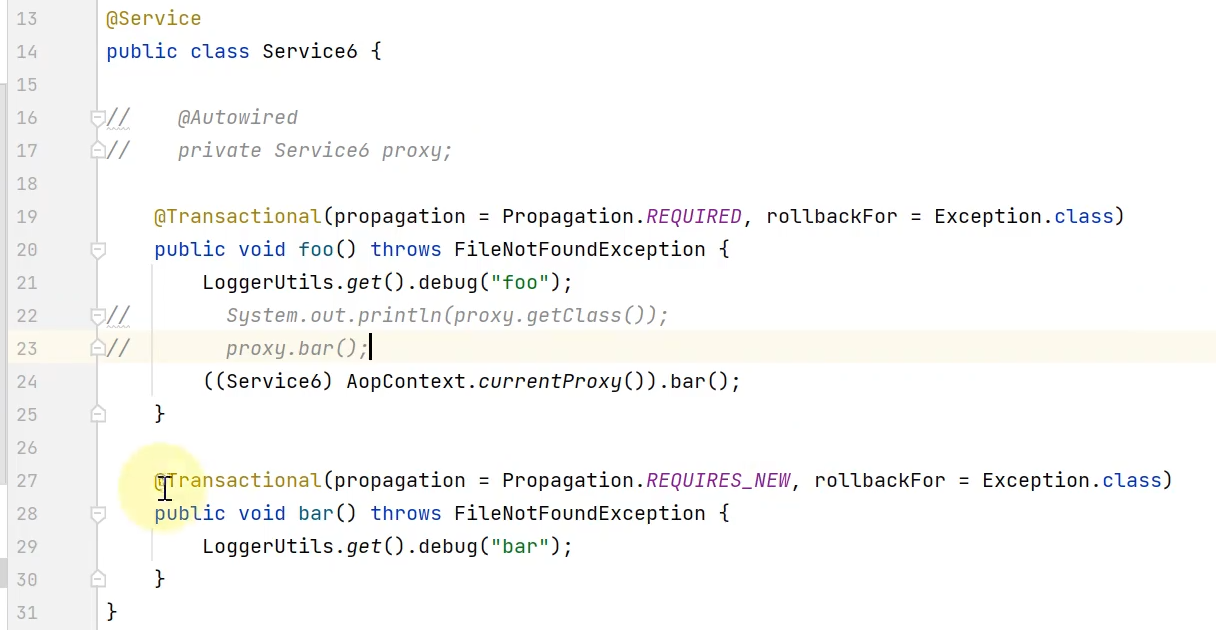 13 @Service
14 public class Service6 {
15
16 //    @Autowired
17 //    private Service6 proxy;
18
19     @Transactional(propagation = Propagation.REQUIRED, rollbackFor = Exception.class)
20     public void foo() throws FileNotFoundException {
21         LoggerUtils.get().debug("foo");
22 //        System.out.println(proxy.getClass());
23 //        proxy.bar();
24         ((Service6) AopContext.currentProxy()).bar();
25     }
26
27     @Transactional(propagation = Propagation.REQUIRES_NEW, rollbackFor = Exception.class)
28     public void bar() throws FileNotFoundException {
29         LoggerUtils.get().debug("bar");
30     }
31 }